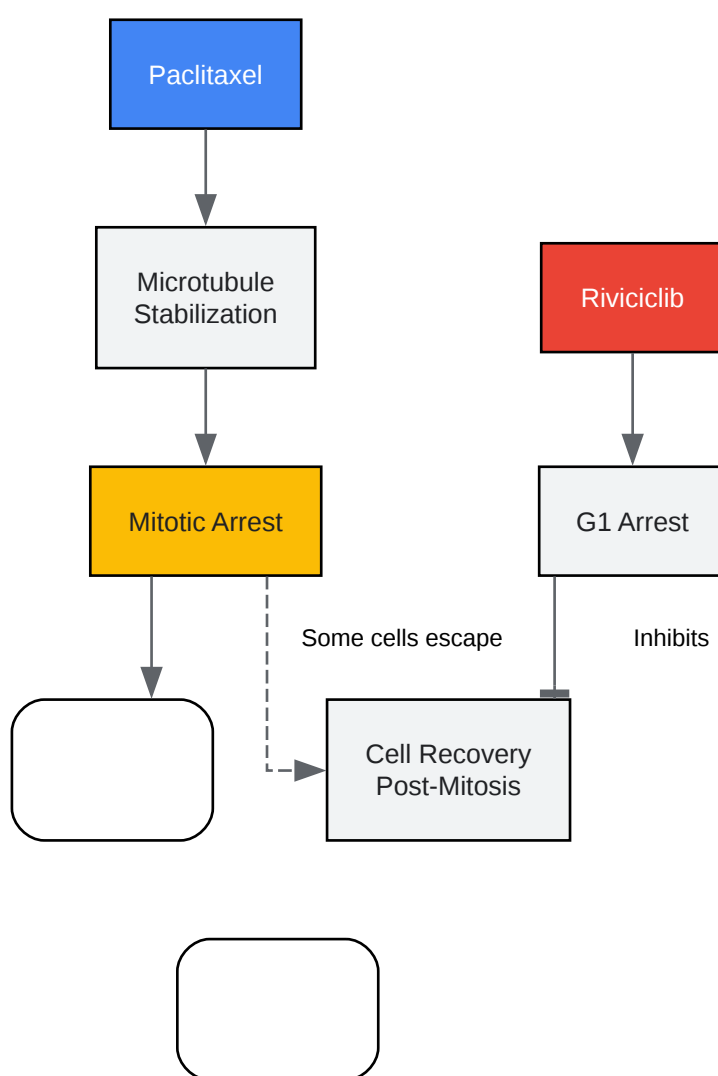 Paclitaxel
Microtubule
Stabilization
Riviciclib
Mitotic Arrest
G1 Arrest
Some cells escape
Inhibits
Cell Recovery
Post-Mitosis